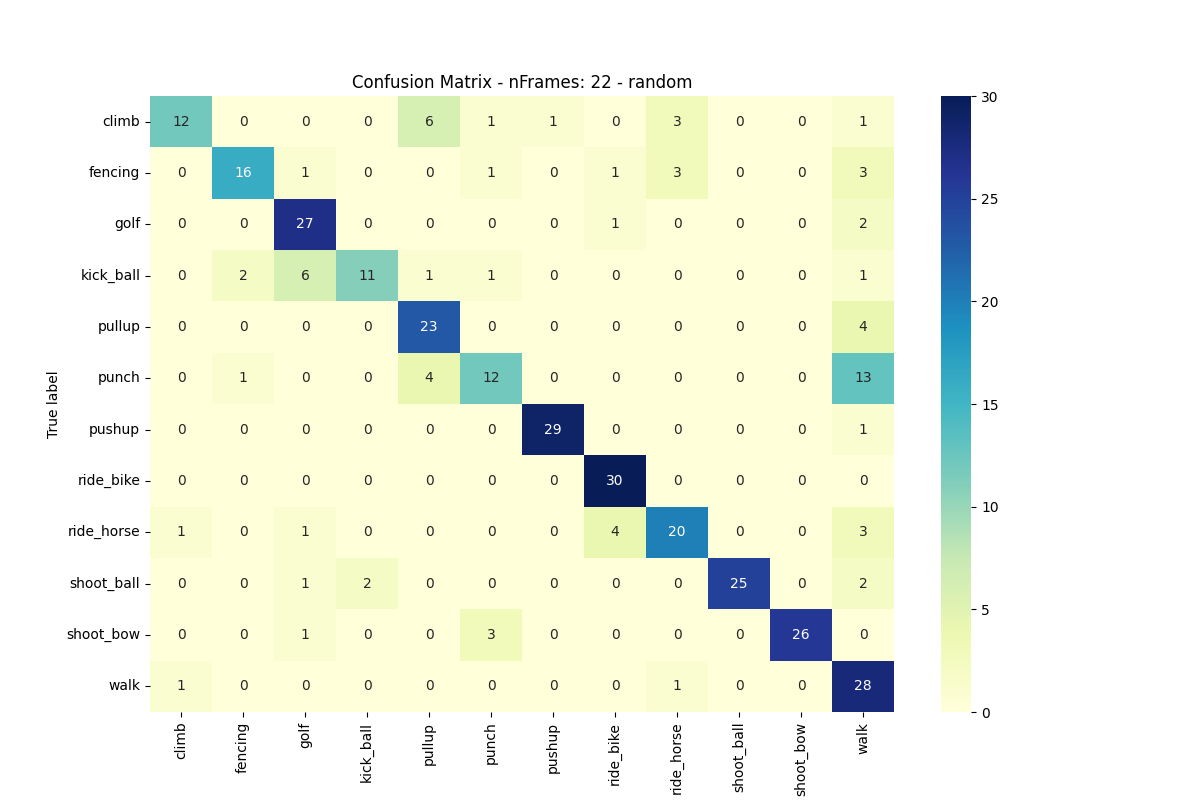 Confusion Matrix - nFrames: 22 - random
climb 12 0 0 0 6 1 1 0 3 0 0 1
fencing 0 16 1 0 0 1 0 1 3 0 0 3
golf 0 0 27 0 0 0 0 1 0 0 0 2
kick_ball 0 2 6 11 1 1 0 0 0 0 0 1
pullup 0 0 0 0 23 0 0 0 0 0 0 4
punch 0 1 0 0 4 12 0 0 0 0 0 13
pushup 0 0 0 0 0 0 29 0 0 0 0 1
ride_bike 0 0 0 0 0 0 0 30 0 0 0 0
ride_horse 1 0 1 0 0 0 0 4 20 0 0 3
shoot_ball 0 0 1 2 0 0 0 0 0 25 0 2
shoot_bow 0 0 1 0 0 3 0 0 0 0 26 0
walk 1 0 0 0 0 0 0 0 1 0 0 28
True label
climb fencing golf kick_ball pullup punch pushup ride_bike ride_horse shoot_ball shoot_bow walk
30
25
20
15
10
5
0